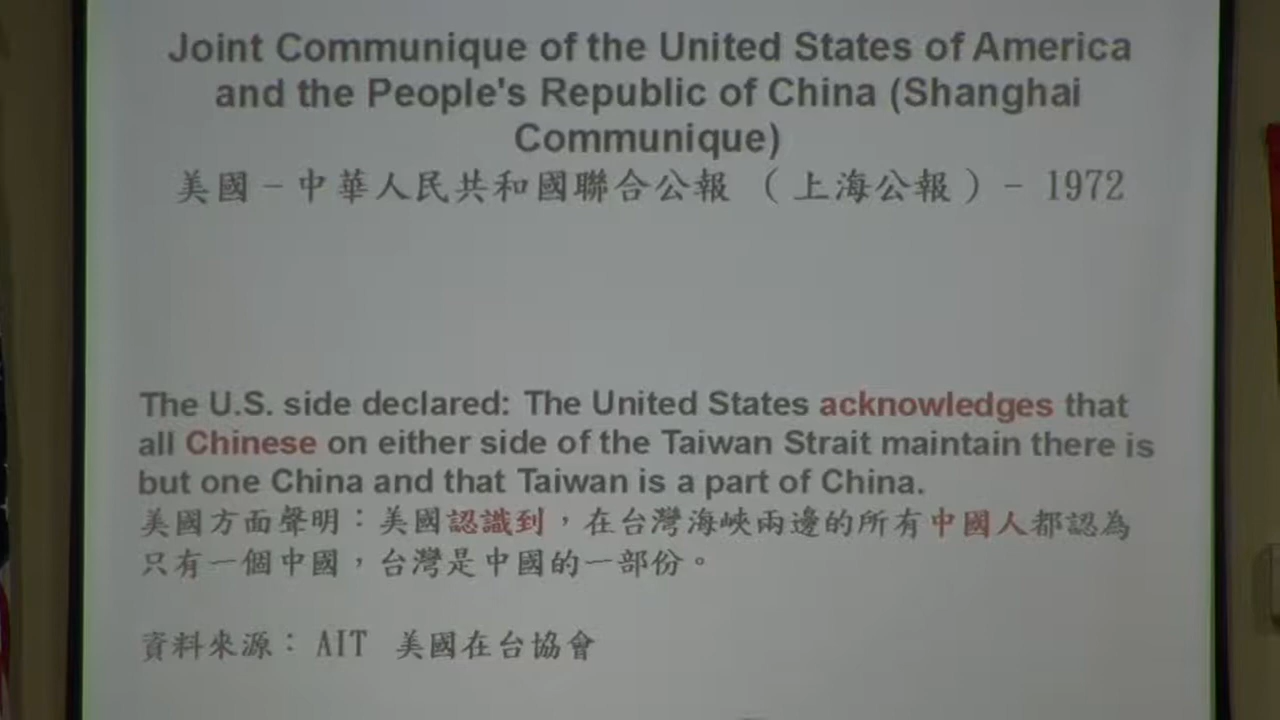 Joint Communique of the United States of America
and the People's Republic of China (Shanghai
Communique)
美國－中華人民共和國聯合公報 （上海公報）－ 1972
The U.S. side declared: The United States acknowledges that
all Chinese on either side of the Taiwan Strait maintain there is
but one China and that Taiwan is a part of China.
美國方面聲明：美國認識到，在台灣海峽兩邊的所有中國人都認為
只有一個中國，台灣是中國的一部份。
資料來源： AIT 美國在台協會